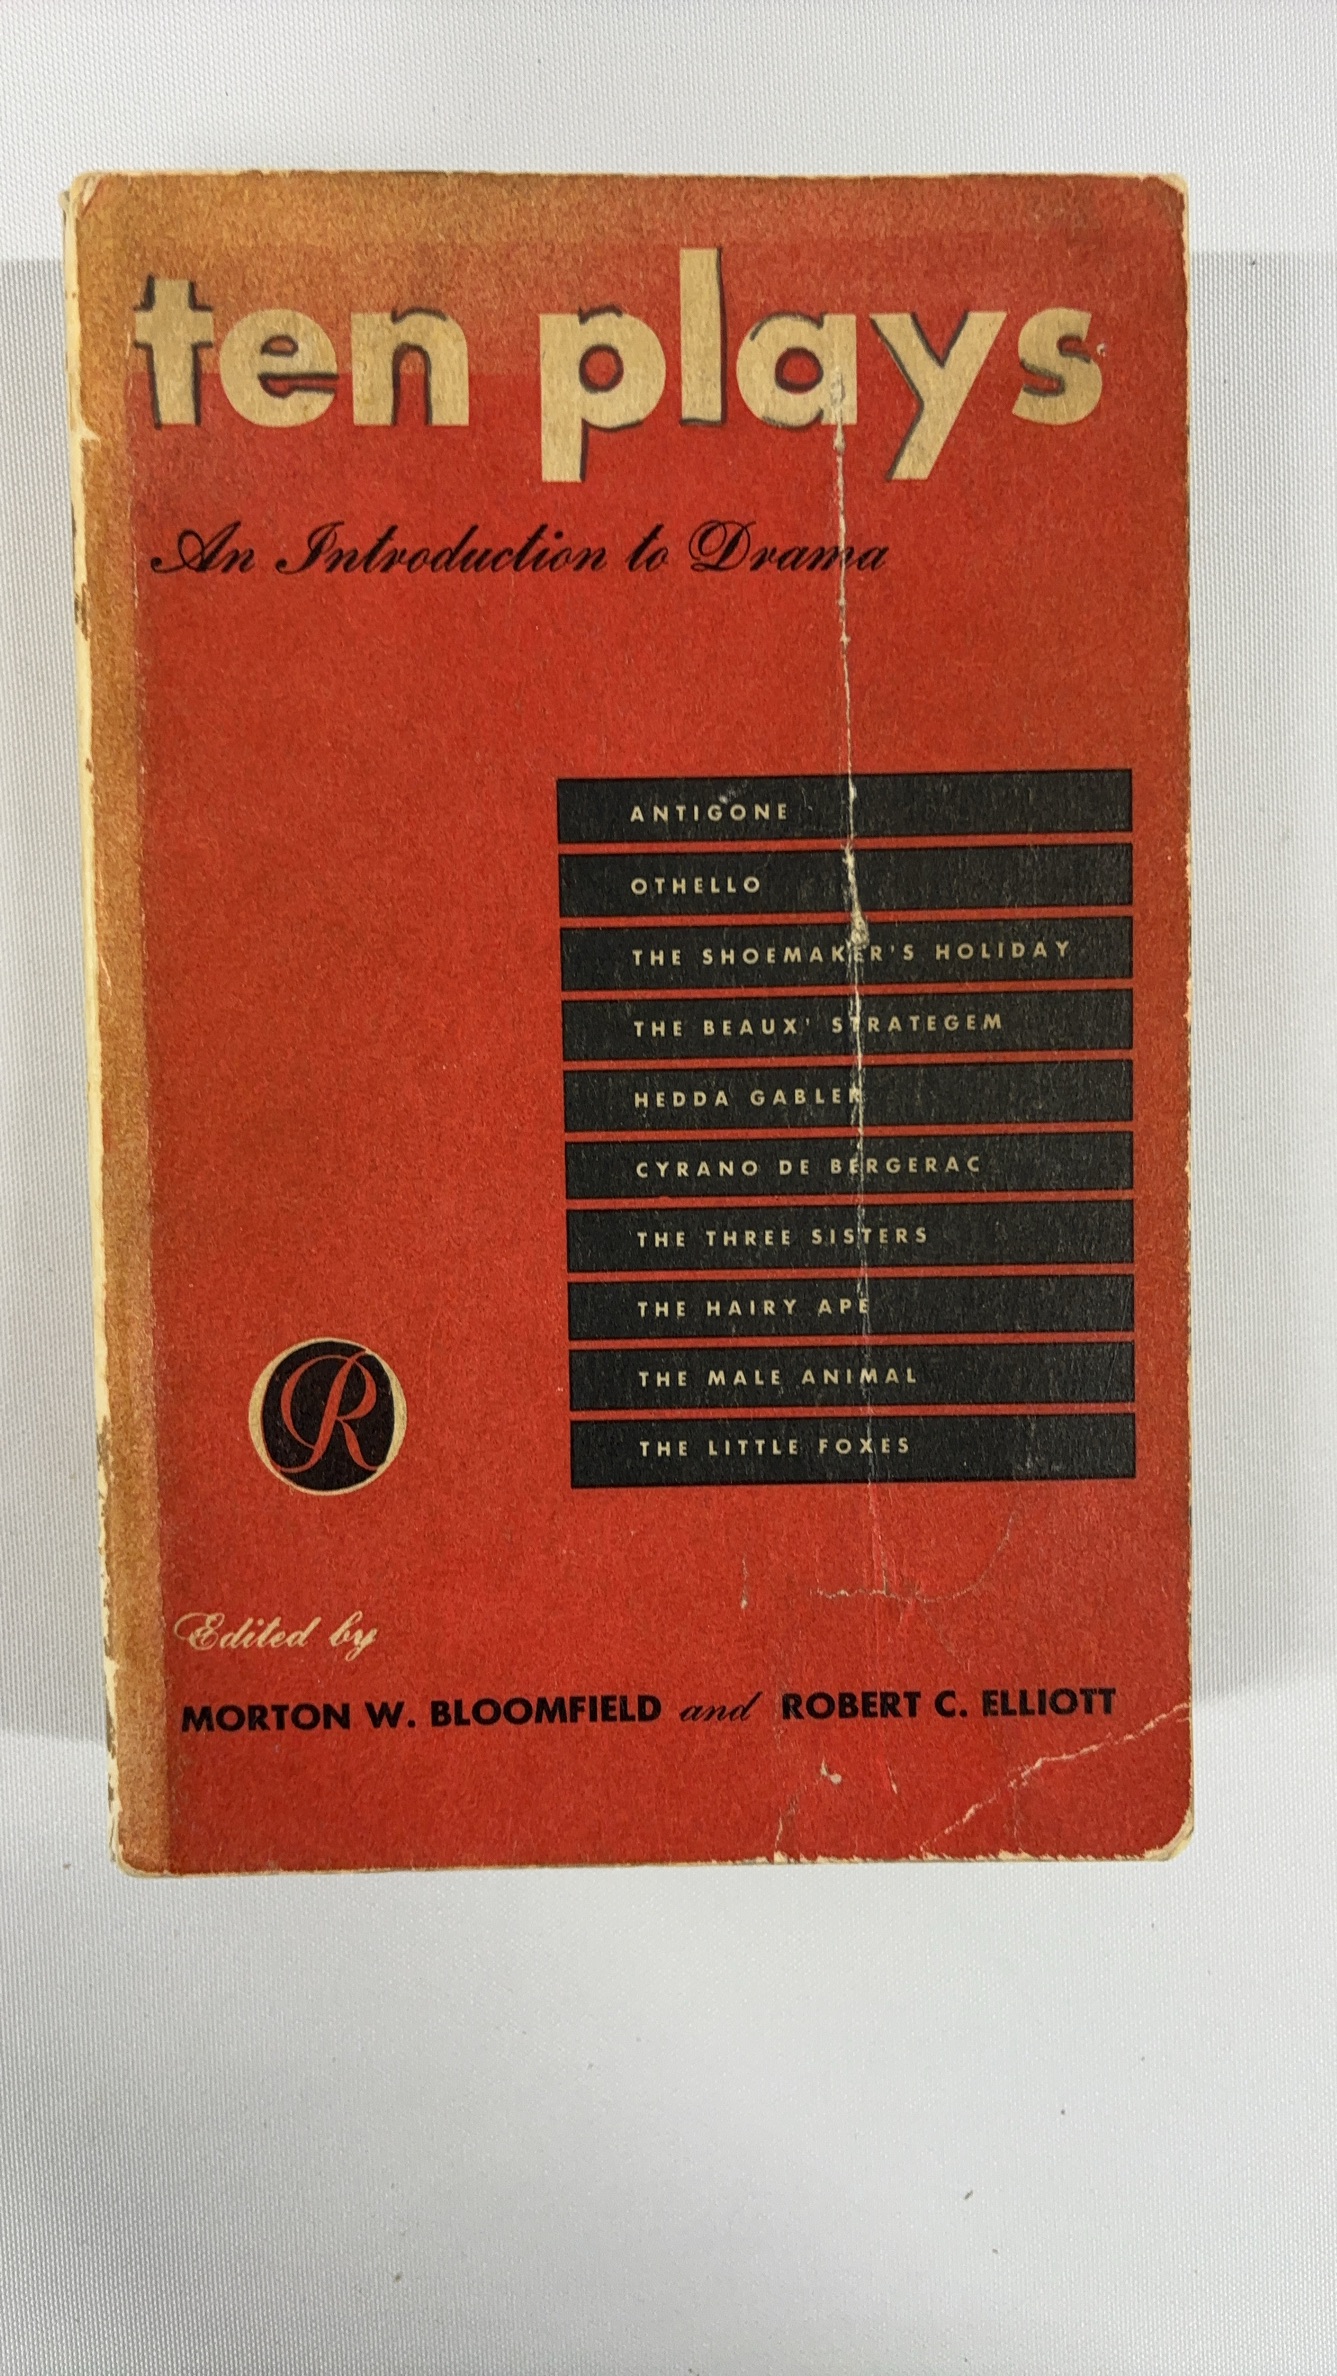 ten plays
An Introduction to Drama
ANTIGONE
OTHELLO
THE SHOEMAKER'S HOLIDAY
THE BEAUX' STRATEGEM
HEDDA GABLER
CYRANO DE BERGERAC
THE THREE SISTERS
THE HAIRY APE
THE MALE ANIMAL
THE LITTLE FOXES
R
Edited by
MORTON W. BLOOMFIELD and ROBERT C. ELLIOTT